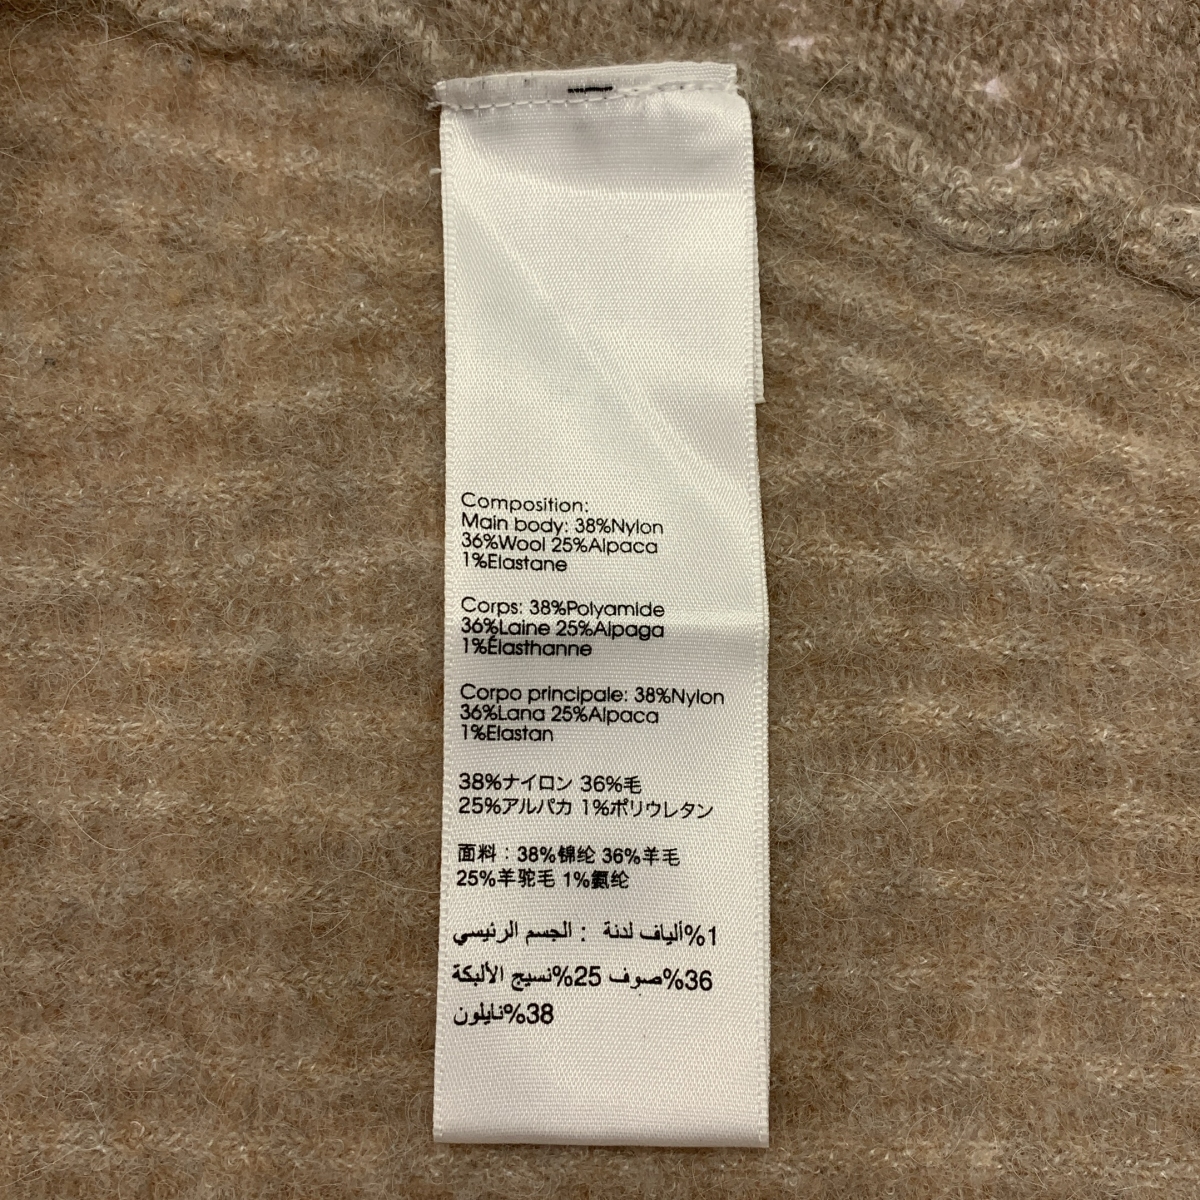 Composition:
Main body: 38%Nylon
36%Wool 25%Alpaca
1%Elastane
Corps: 38%Polyamide
36%Laine 25%Alpaga
1%Élasthanne
Corpo principale: 38%Nylon
36%Lana 25%Alpaca
1%Elastan
38%ナイロン 36%毛
25%アルパカ 1%ポリウレタン
面料：38%锦纶 36%羊毛
25%羊驼毛 1%氨纶
1%ألياف لدنة : الجسم الرئيسي
36%صوف 25%نسيج الألبكة
38%نايلون